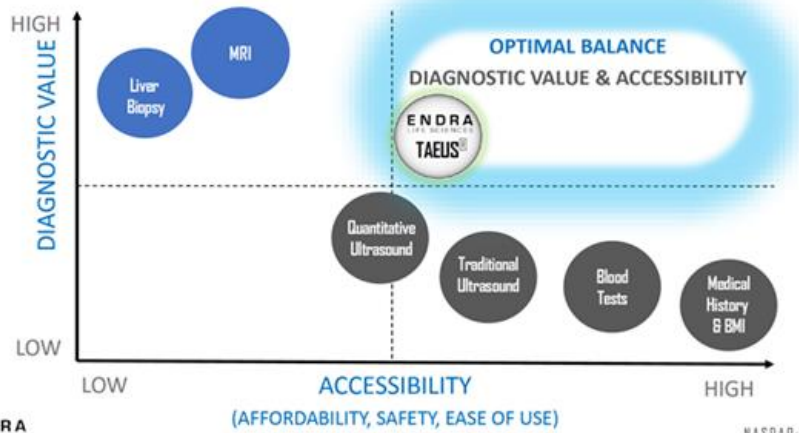 HIGH
DIAGNOSTIC VALUE
LOW
Liver
Biopsy
MRI
OPTIMAL BALANCE
DIAGNOSTIC VALUE & ACCESSIBILITY
ENDRA
LIFE SCIENCES
TAEUS®
Quantitative
Ultrasound
Traditional
Ultrasound
Blood
Tests
Medical
History
& BMI
LOW
ACCESSIBILITY
HIGH
(AFFORDABILITY, SAFETY, EASE OF USE)
RA